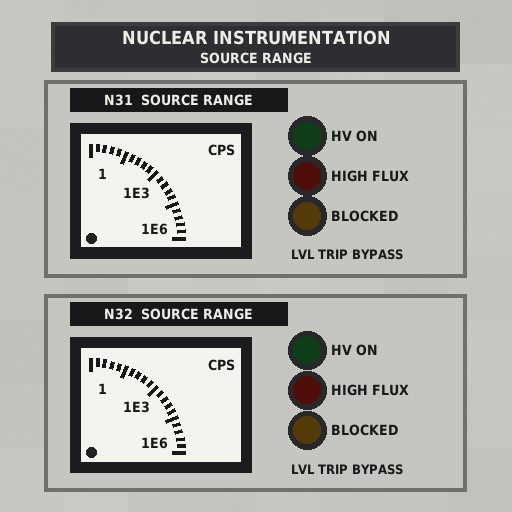 NUCLEAR INSTRUMENTATION
SOURCE RANGE
N31 SOURCE RANGE
CPS
1
1E3
1E6
HV ON
HIGH FLUX
BLOCKED
LVL TRIP BYPASS
N32 SOURCE RANGE
CPS
1
1E3
1E6
HV ON
HIGH FLUX
BLOCKED
LVL TRIP BYPASS